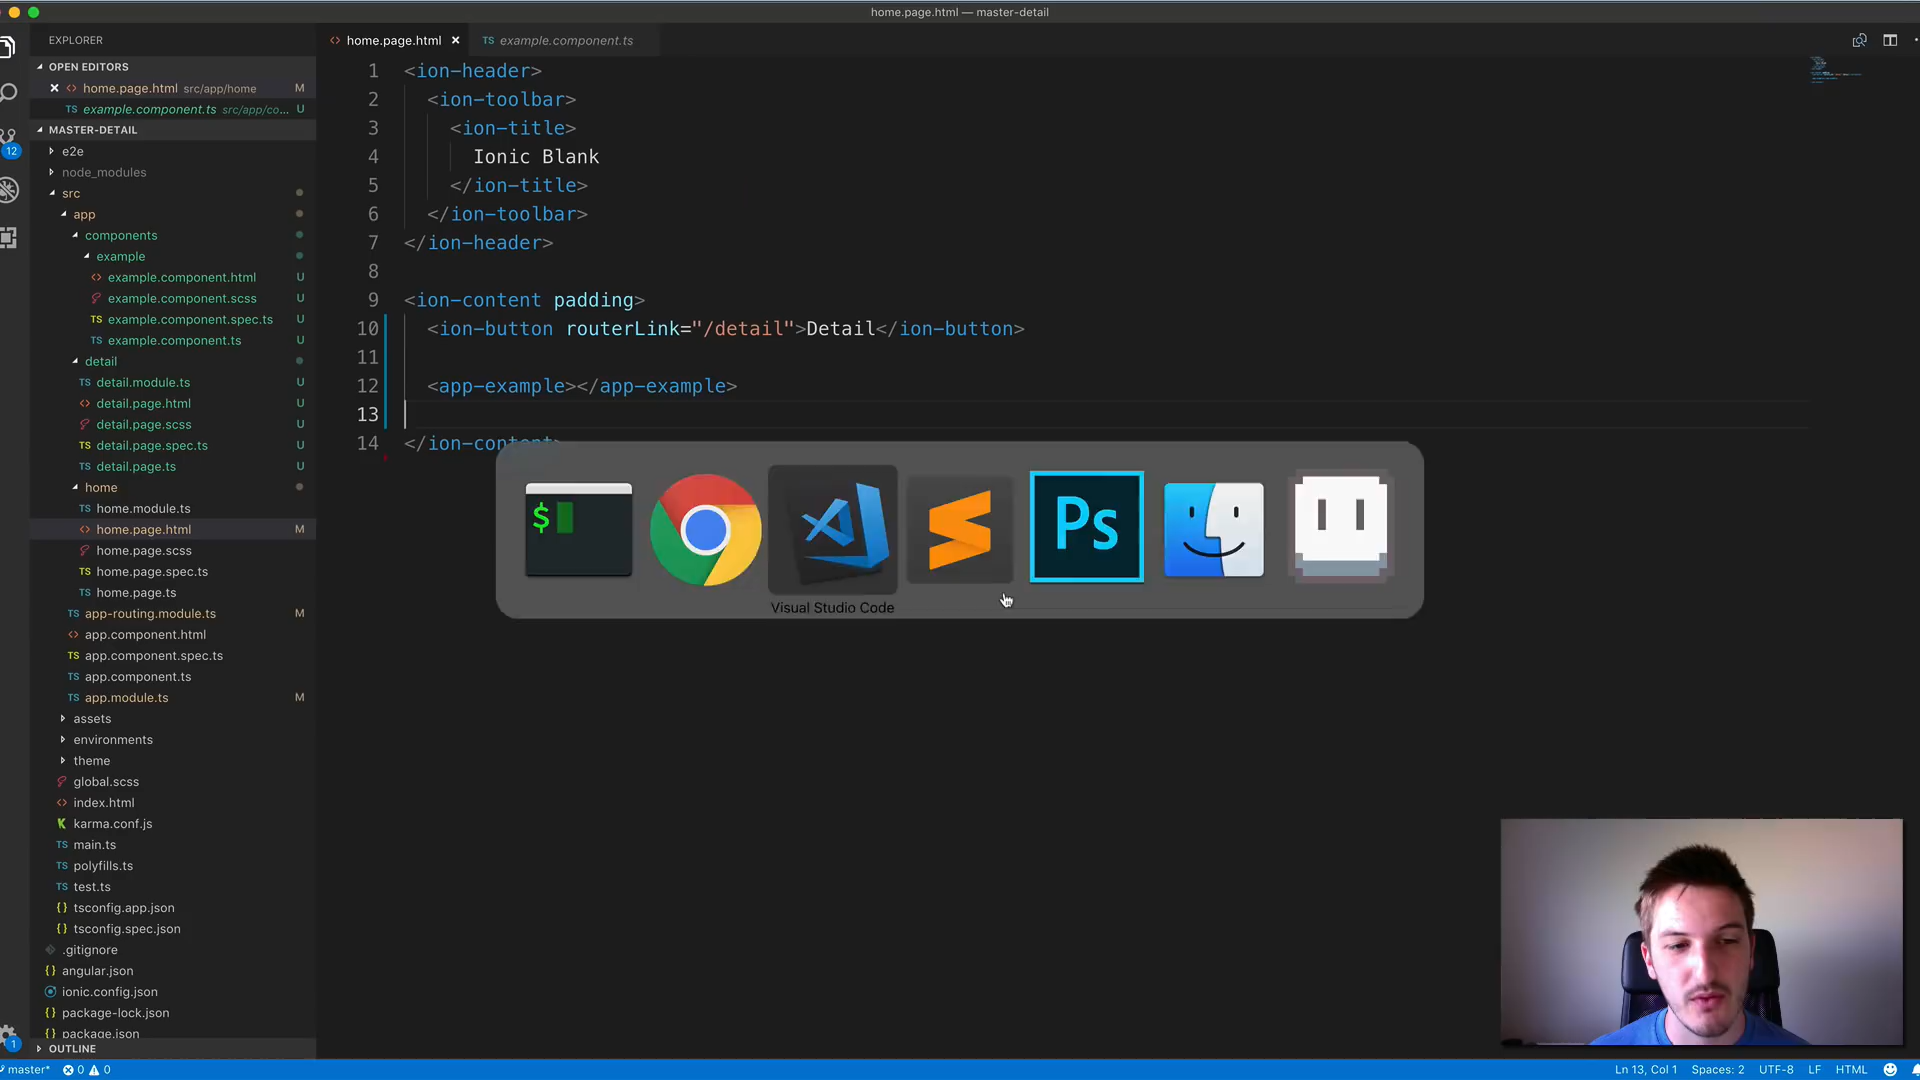 home.page.html — master-detail
EXPLORER
OPEN EDITORS
home.page.html src/app/home M
example.component.ts src/app/co... U
MASTER-DETAIL
e2e
node_modules
src
app
components
example
example.component.html U
example.component.scss U
example.component.spec.ts U
example.component.ts U
detail
detail.module.ts U
detail.page.html U
detail.page.scss U
detail.page.spec.ts U
detail.page.ts U
home
home.module.ts
home.page.html M
home.page.scss
home.page.spec.ts
home.page.ts
app-routing.module.ts M
app.component.html
app.component.spec.ts
app.component.ts
app.module.ts M
assets
environments
theme
global.scss
index.html
karma.conf.js
main.ts
polyfills.ts
test.ts
tsconfig.app.json
tsconfig.spec.json
.gitignore
angular.json
ionic.config.json
package-lock.json
package.json
OUTLINE
12
1
home.page.html
TS example.component.ts
1 <ion-header>
2 <ion-toolbar>
3 <ion-title>
4 Ionic Blank
5 </ion-title>
6 </ion-toolbar>
7 </ion-header>
8
9 <ion-content padding>
10 <ion-button routerLink="/detail">Detail</ion-button>
11
12 <app-example></app-example>
13
14 </ion-content>
$
Ps
Visual Studio Code
master* 0 0
Ln 13, Col 1 Spaces: 2 UTF-8 LF HTML